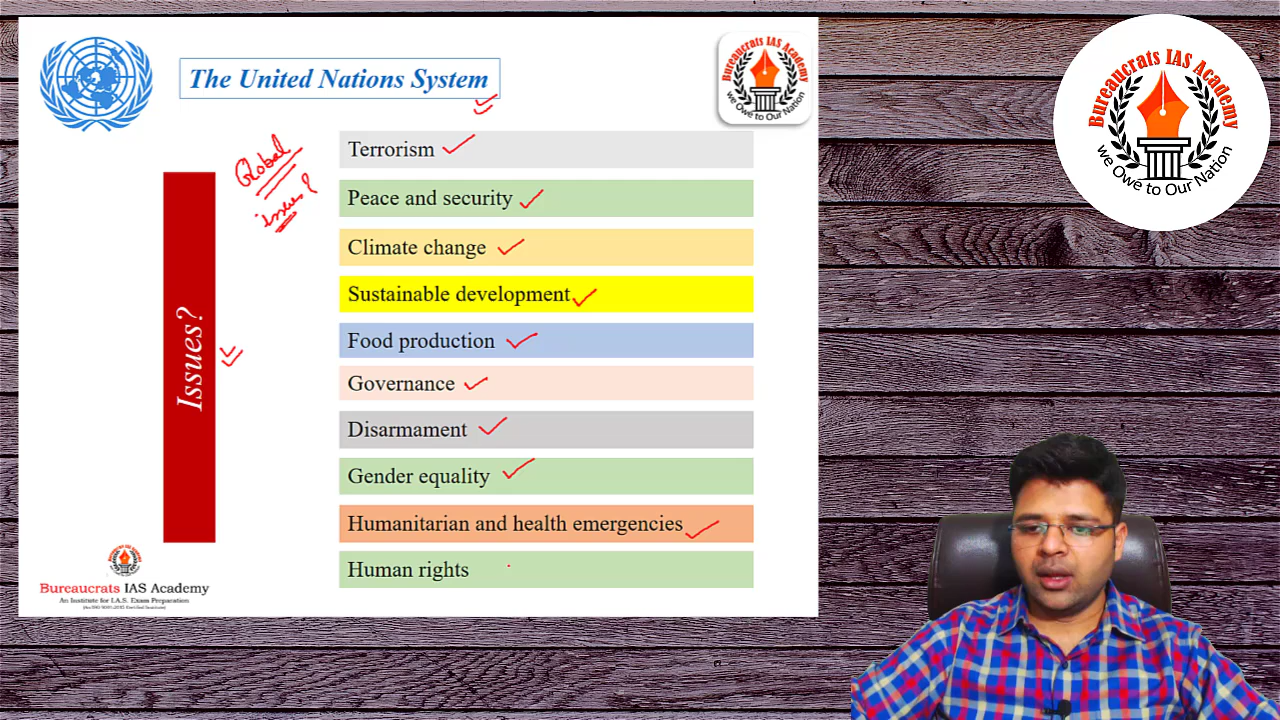 The United Nations System
Bureaucrats IAS Academy
we Owe to Our Nation
Bureaucrats IAS Academy
we Owe to Our Nation
Global
issues?
Issues?
Terrorism
Peace and security
Climate change
Sustainable development
Food production
Governance
Disarmament
Gender equality
Humanitarian and health emergencies
Human rights
Bureaucrats IAS Academy
An Institute for I.A.S. Exam Preparation